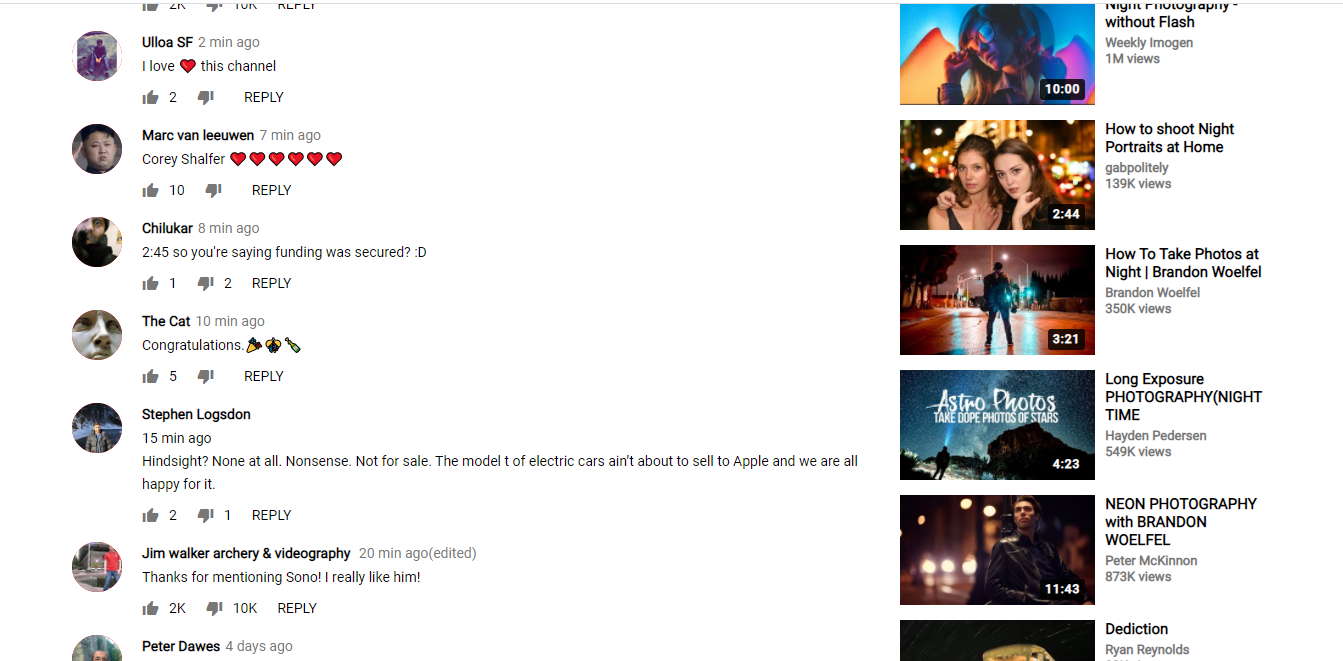 2K 10K REPLY
Ulloa SF 2 min ago
I love ❤ this channel
2 REPLY
Marc van leeuwen 7 min ago
Corey Shalfer ❤❤❤❤❤❤
10 REPLY
Chilukar 8 min ago
2:45 so you're saying funding was secured? :D
1 2 REPLY
The Cat 10 min ago
Congratulations.🎉🎊🍾
5 REPLY
Stephen Logsdon
15 min ago
Hindsight? None at all. Nonsense. Not for sale. The model t of electric cars ain't about to sell to Apple and we are all
happy for it.
2 1 REPLY
Jim walker archery & videography 20 min ago(edited)
Thanks for mentioning Sono! I really like him!
2K 10K REPLY
Peter Dawes 4 days ago
Night Photography -
without Flash
Weekly Imogen
1M views
10:00
How to shoot Night
Portraits at Home
gabpolitely
139K views
2:44
How To Take Photos at
Night | Brandon Woelfel
Brandon Woelfel
350K views
3:21
Astro Photos
TAKE DOPE PHOTOS OF STARS
4:23
Long Exposure
PHOTOGRAPHY(NIGHT
TIME
Hayden Pedersen
549K views
NEON PHOTOGRAPHY
with BRANDON
WOELFEL
Peter McKinnon
873K views
11:43
Dediction
Ryan Reynolds